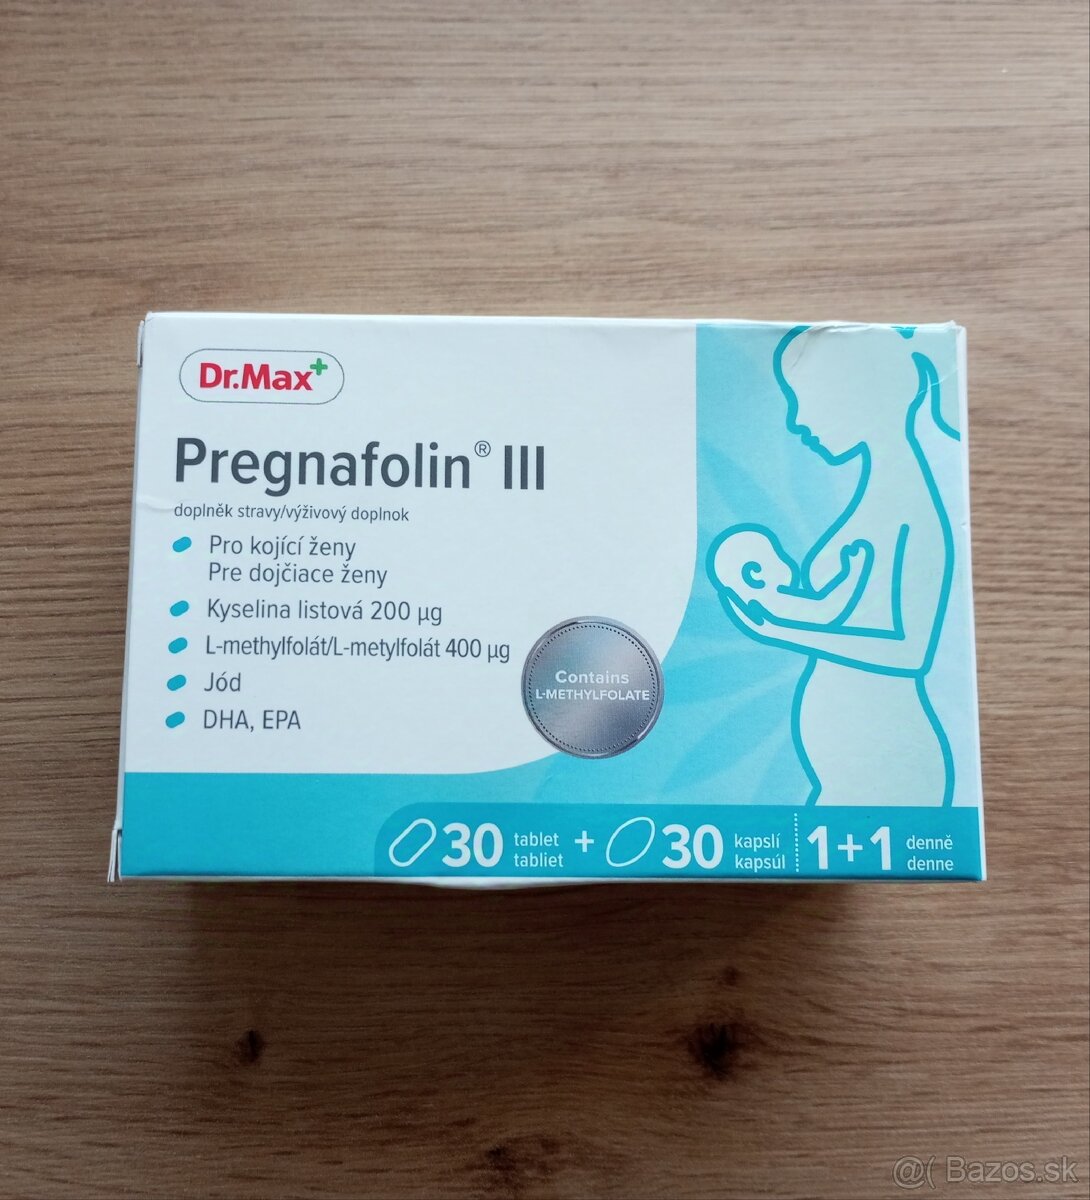 Dr.Max+
Pregnafolin® III
doplněk stravy/výživový doplnok
Pro kojící ženy
Pre dojčiace ženy
Kyselina listová 200 µg
L-methylfolát/L-metylfolát 400 µg
Jód
DHA, EPA
Contains
L-METHYLFOLATE
30 tablet + 30 kapslí 1+1 denně
tabliet kapsúl denne
@( Bazos.sk